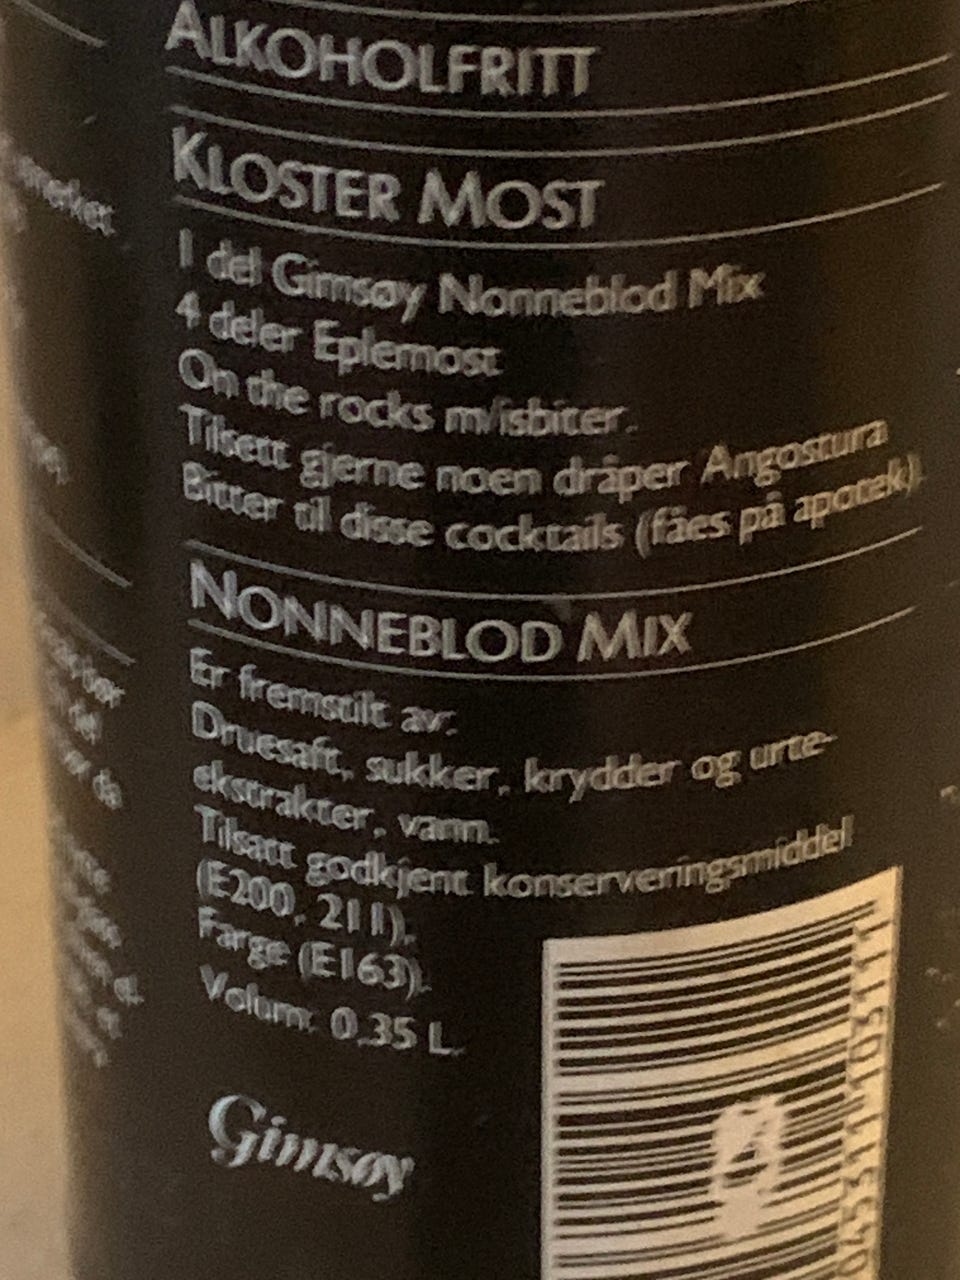 ALKOHOLFRITT
KLOSTER MOST
1 del Gimsøy Nonneblod Mix
4 deler Eplemost
On the rocks m/isbiter.
Tilsett gjerne noen dråper Angostura
Bitter til disse cocktails (fåes på apotek).
NONNEBLOD MIX
Er fremstilt av:
Druesaft, sukker, krydder og urte-
ekstrakter, vann.
Tilsatt godkjent konserveringsmiddel
(E200, 211).
Farge (E163).
Volum: 0,35 L.
Gimsøy